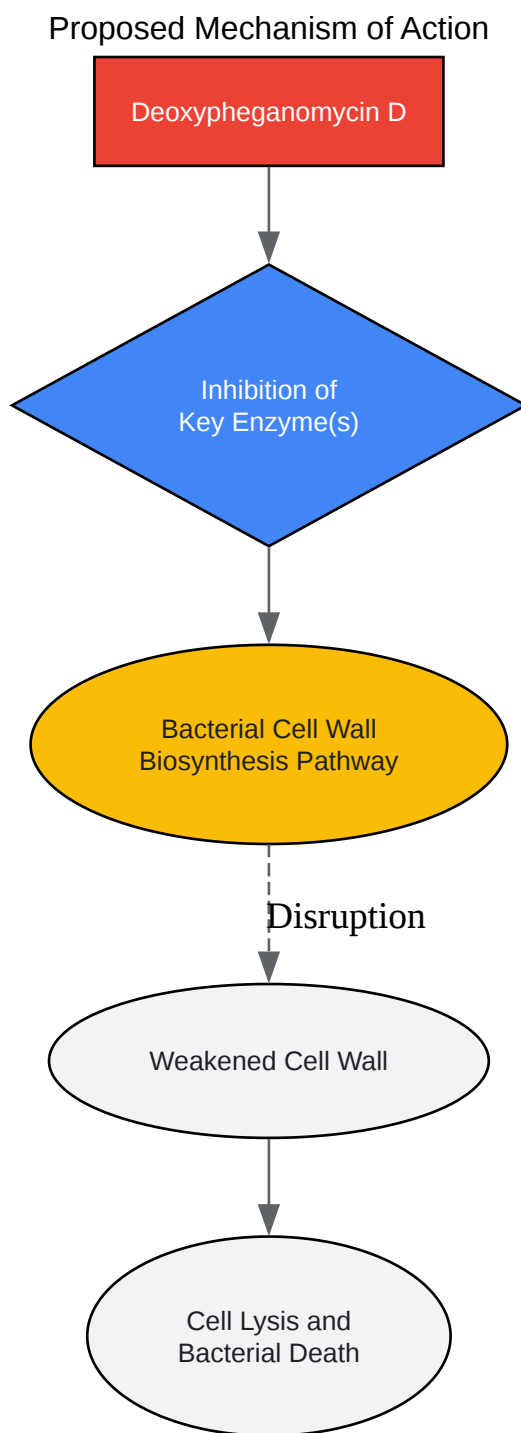 Proposed Mechanism of Action
Deoxypheganomycin D
Inhibition of
Key Enzyme(s)
Bacterial Cell Wall
Biosynthesis Pathway
Disruption
Weakened Cell Wall
Cell Lysis and
Bacterial Death